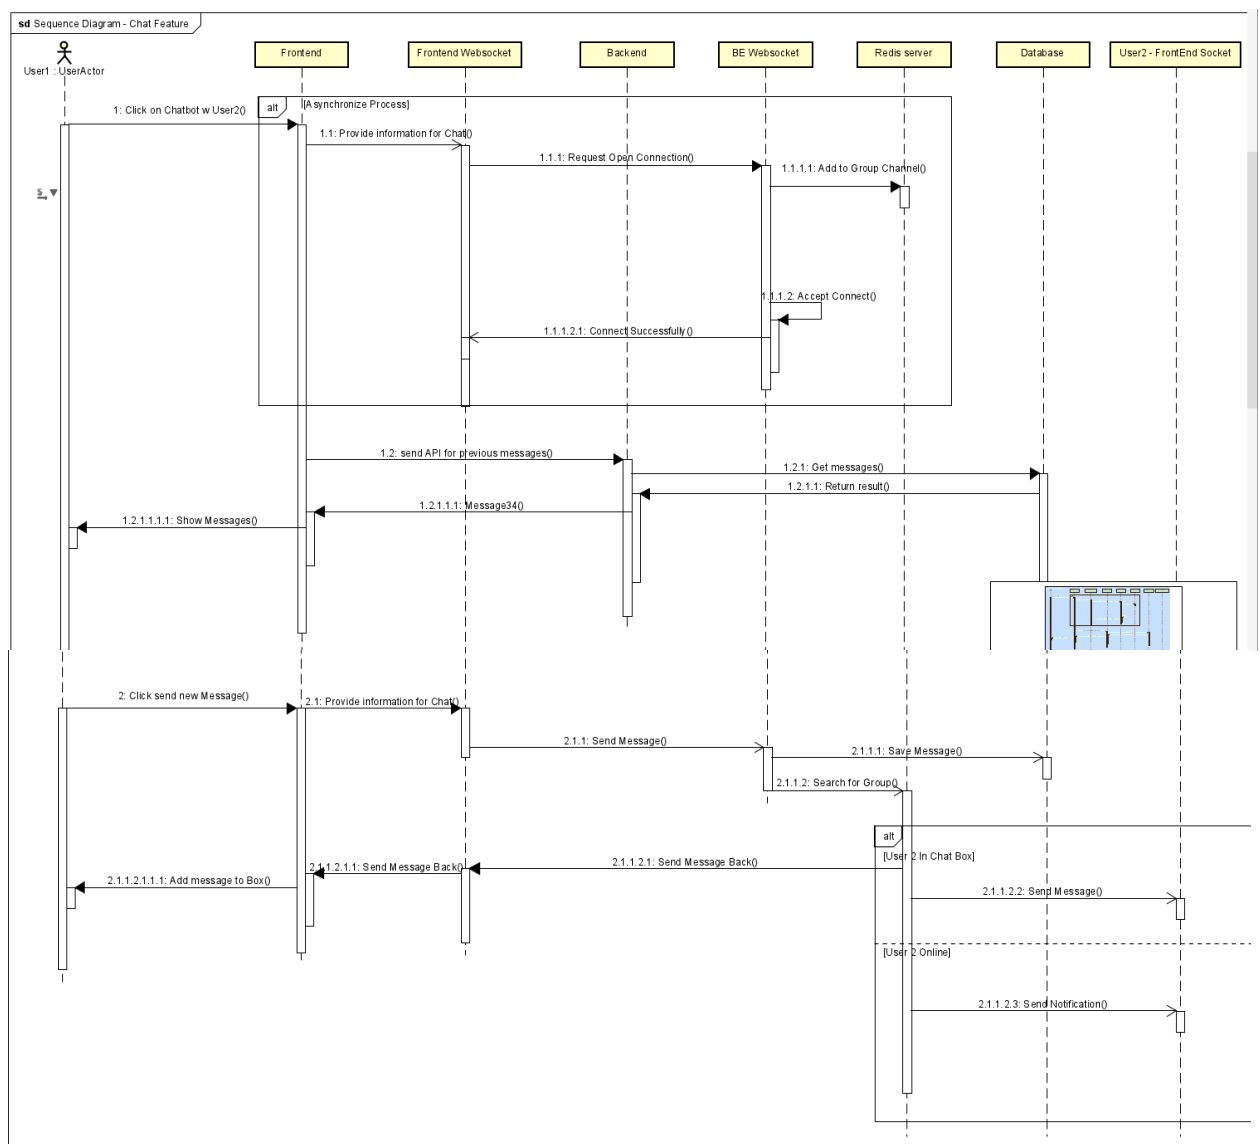 sd Sequence Diagram - Chat Feature
User1 : UserActor
Frontend
Frontend Websocket
Backend
BE Websocket
Redis server
Database
User2 - FrontEnd Socket
alt
[Asynchronize Process]
1: Click on Chatbot w User2()
1.1: Provide information for Chat()
1.1.1: Request Open Connection()
1.1.1.1: Add to Group Channel()
S
1.1.1.2: Accept Connect()
1.1.1.2.1: Connect Successfully()
1.2: send API for previous messages()
1.2.1: Get messages()
1.2.1.1: Return result()
1.2.1.1.1: Message34()
1.2.1.1.1.1: Show Messages()
2: Click send new Message()
2.1: Provide information for Chat()
2.1.1: Send Message()
2.1.1.1: Save Message()
2.1.1.2: Search for Group()
alt
[User 2 In Chat Box]
2.1.1.2.1: Send Message Back()
2.1.1.2.1.1: Send Message Back()
2.1.1.2.1.1.1: Add message to Box()
2.1.1.2.2: Send Message()
[User 2 Online]
2.1.1.2.3: Send Notification()